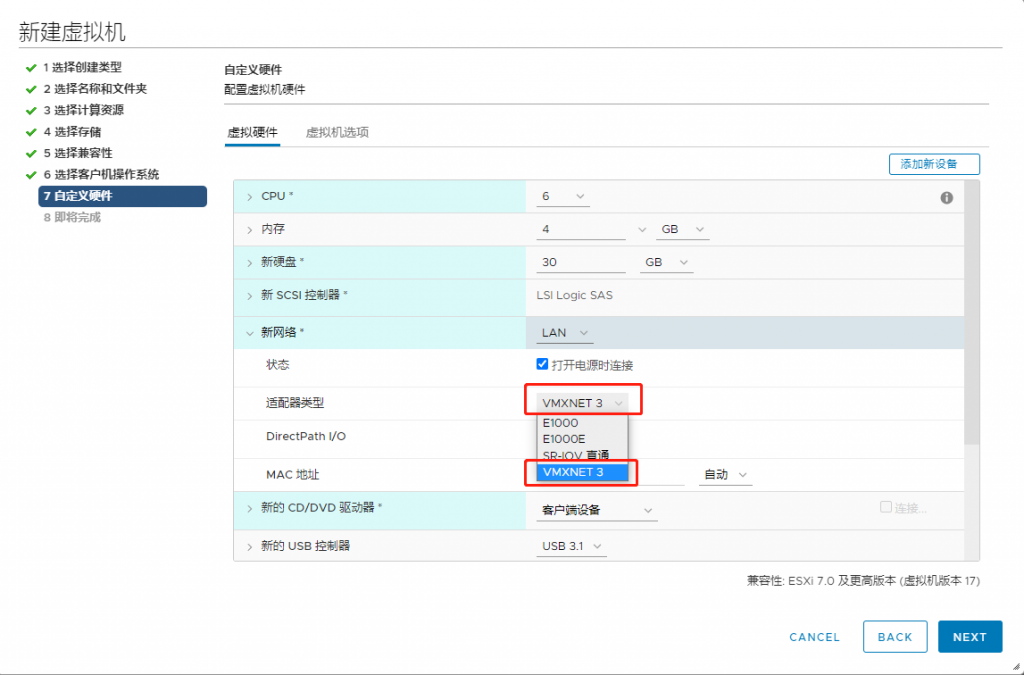 新建虚拟机
1 选择创建类型
2 选择名称和文件夹
3 选择计算资源
4 选择存储
5 选择兼容性
6 选择客户机操作系统
7 自定义硬件
8 即将完成
自定义硬件
配置虚拟机硬件
虚拟硬件 虚拟机选项
添加新设备
CPU * 6
内存 4 GB
新硬盘 * 30 GB
新 SCSI 控制器 * LSI Logic SAS
新网络 * LAN
状态 打开电源时连接
适配器类型 VMXNET 3
E1000
DirectPath I/O E1000E
SR-IOV 直通
MAC 地址 VMXNET 3 自动
新的 CD/DVD 驱动器 * 客户端设备 连接...
新的 USB 控制器 USB 3.1
兼容性: ESXi 7.0 及更高版本 (虚拟机版本 17)
CANCEL BACK NEXT